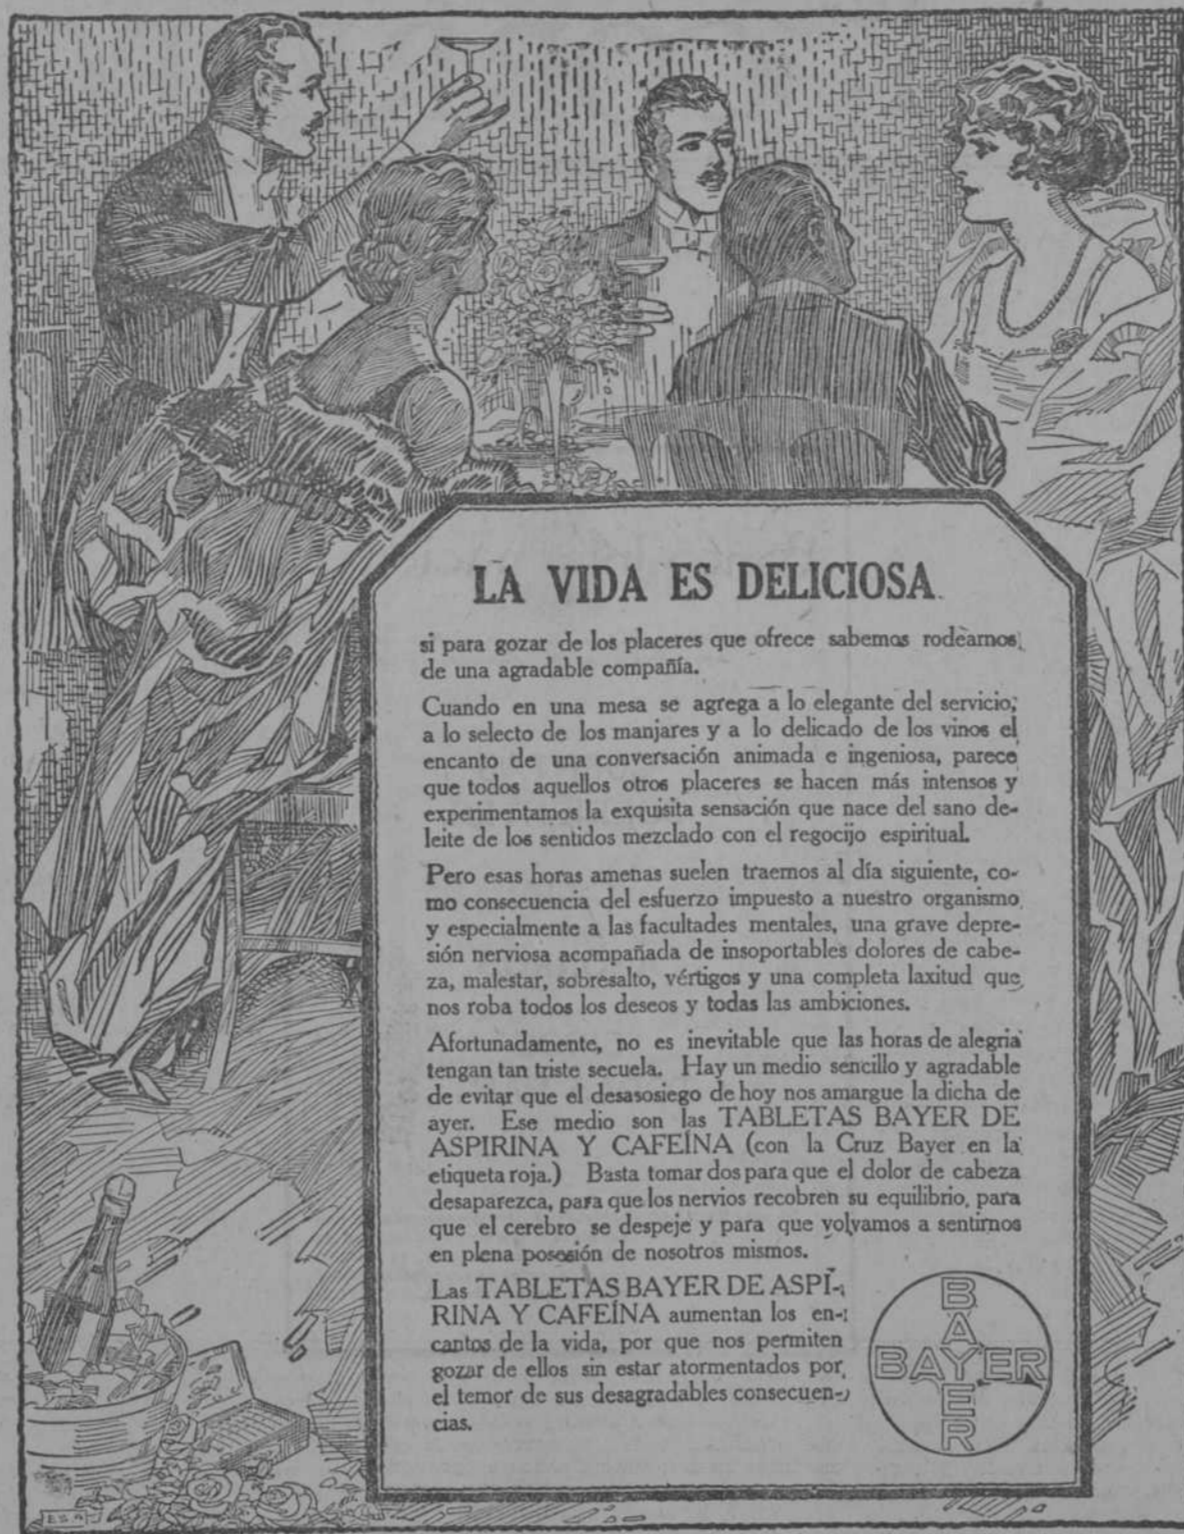 LA VIDA ES DELICIOSA
si para gozar de los placeres que ofrece sabemos rodearnos
de una agradable compañía.
Cuando en una mesa se agrega a lo elegante del servicio,
a lo selecto de los manjares y a lo delicado de los vinos el
encanto de una conversación animada e ingeniosa, parece
que todos aquellos otros placeres se hacen más intensos y
experimentamos la exquisita sensación que nace del sano de-
leite de los sentidos mezclado con el regocijo espiritual.
Pero esas horas amenas suelen traernos al día siguiente, co-
mo consecuencia del esfuerzo impuesto a nuestro organismo
y especialmente a las facultades mentales, una grave depre-
sión nerviosa acompañada de insoportables dolores de cabe-
za, malestar, sobresalto, vértigos y una completa laxitud que
nos roba todos los deseos y todas las ambiciones.
Afortunadamente, no es inevitable que las horas de alegria
tengan tan triste secuela. Hay un medio sencillo y agradable
de evitar que el desasosiego de hoy nos amargue la dicha de
ayer. Ese medio son las TABLETAS BAYER DE
ASPIRINA Y CAFEÍNA (con la Cruz Bayer en la
etiqueta roja.) Basta tomar dos para que el dolor de cabeza
desaparezca, para que los nervios recobren su equilibrio, para
que el cerebro se despeje y para que volvamos a sentirnos
en plena posesión de nosotros mismos.
Las TABLETAS BAYER DE ASPI-
RINA Y CAFEÍNA aumentan los en-
cantos de la vida, por que nos permiten
gozar de ellos sin estar atormentados por
el temor de sus desagradables consecuen-
cias.
BAYER
BAYER